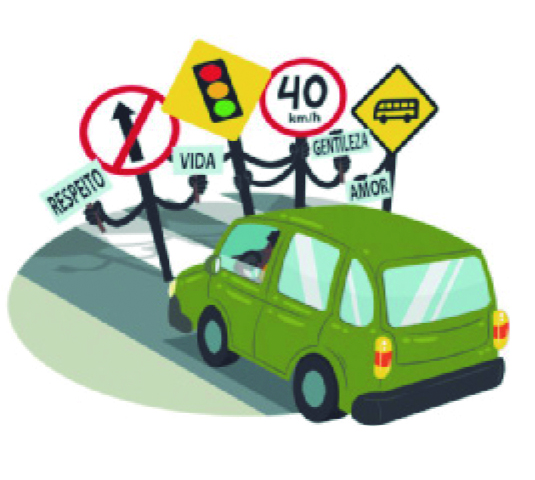 40
km/h
GENTILEZA
VIDA
RESPEITO
AMOR